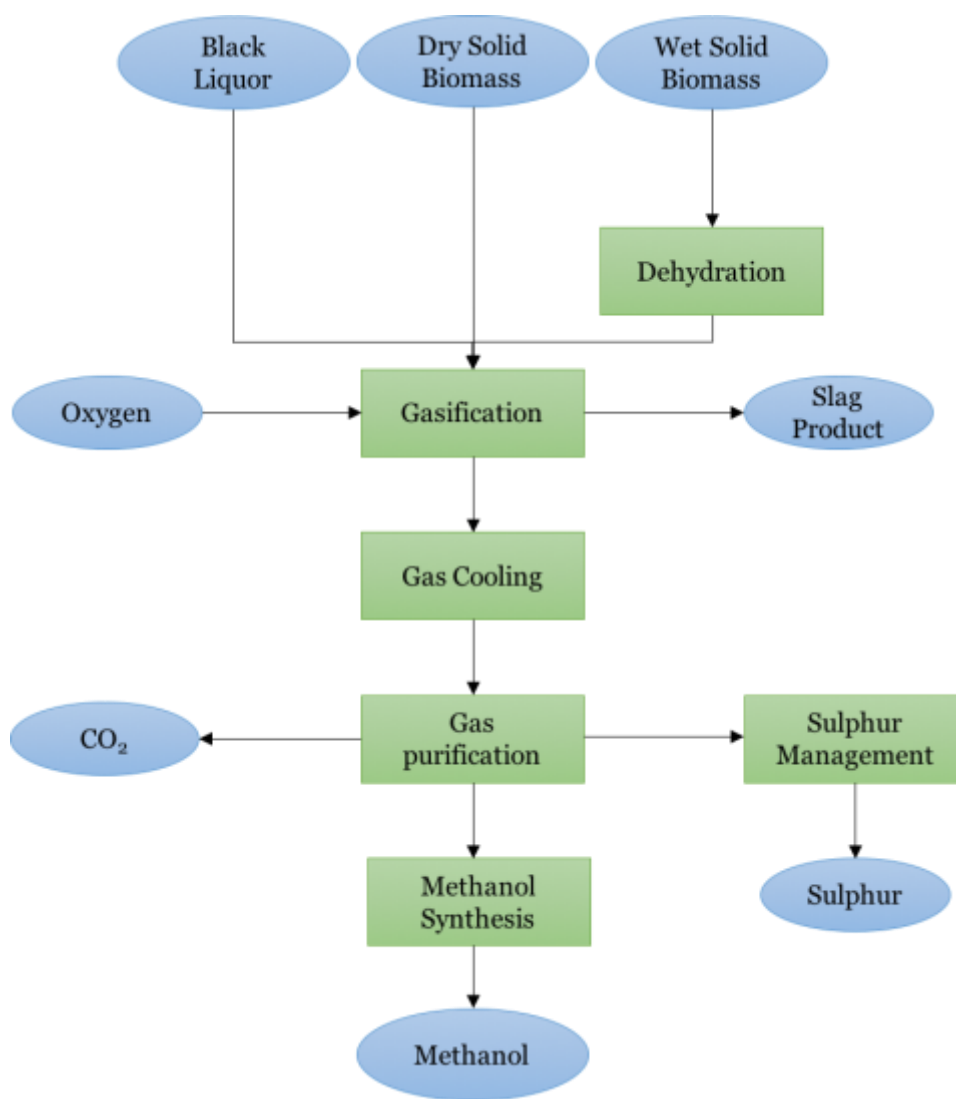 Black
Liquor
Dry Solid
Biomass
Wet Solid
Biomass
Dehydration
Oxygen
Gasification
Slag
Product
Gas Cooling
CO₂
Gas
purification
Sulphur
Management
Methanol
Synthesis
Sulphur
Methanol